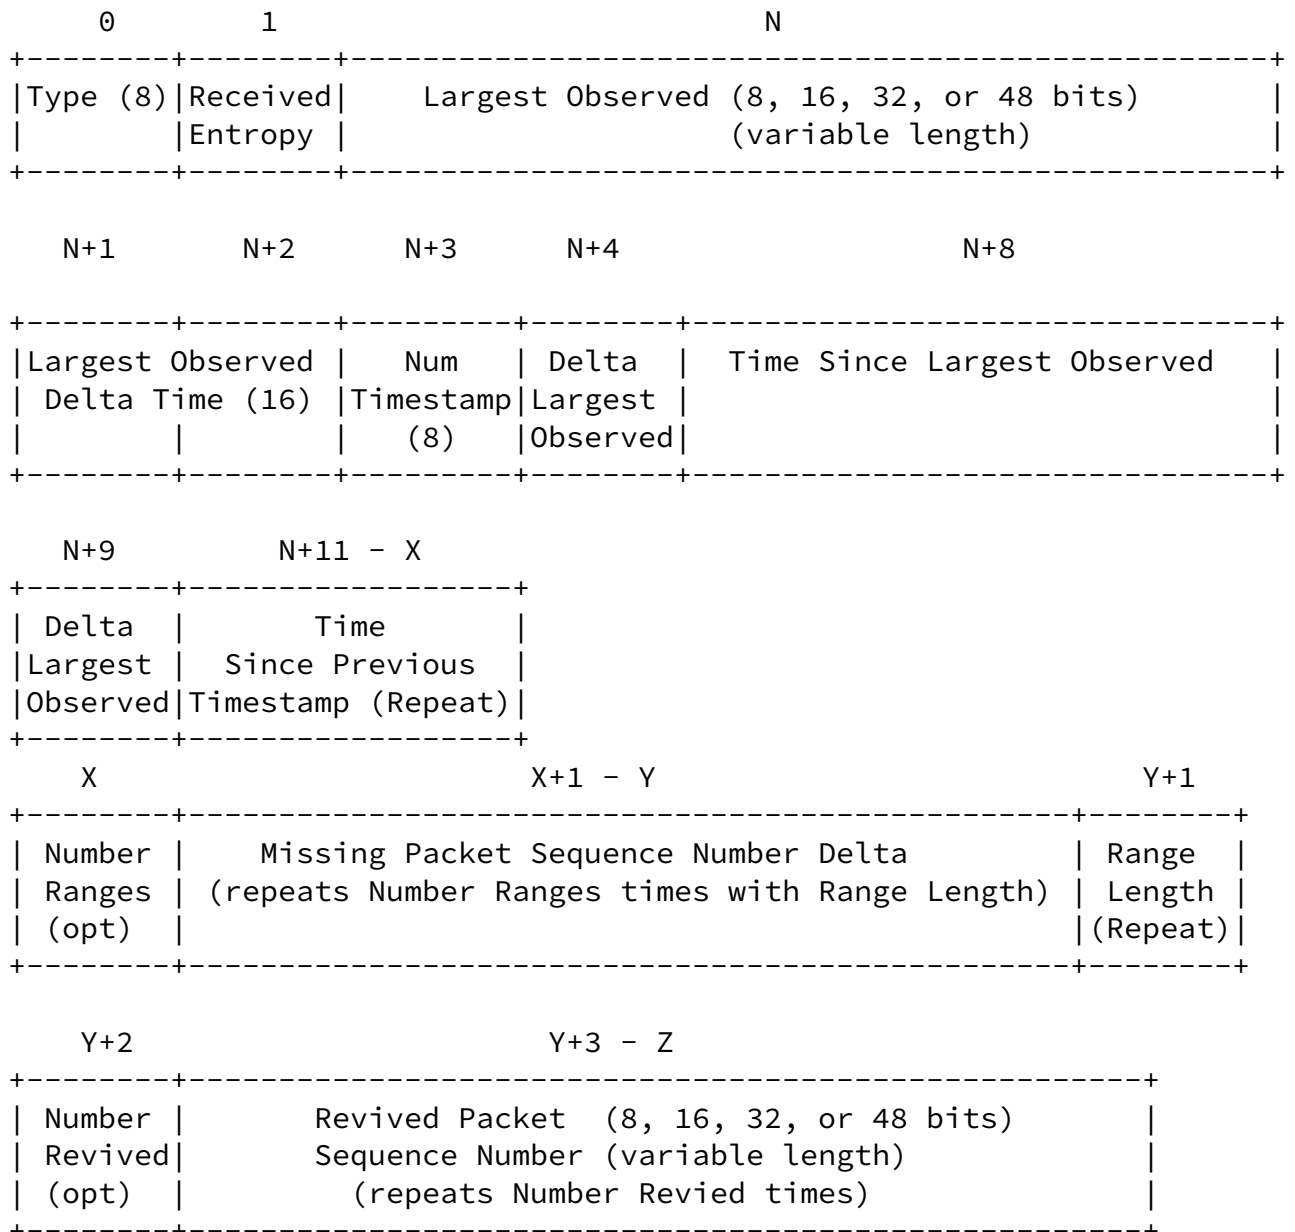 0        1                           N
+--------+--------+---------------------------------------------------+
|Type (8)|Received|    Largest Observed (8, 16, 32, or 48 bits)       |
|        |Entropy |                     (variable length)             |
+--------+--------+---------------------------------------------------+

   N+1       N+2      N+3      N+4                   N+8

+--------+--------+---------+--------+--------------------------------+
|Largest Observed |   Num   | Delta  |  Time Since Largest Observed   |
| Delta Time (16) |Timestamp|Largest |                                |
|        |        |   (8)   |Observed|                                |
+--------+--------+---------+--------+--------------------------------+

   N+9         N+11 - X
+--------+------------------+
| Delta  |       Time       |
|Largest |  Since Previous  |
|Observed|Timestamp (Repeat)|
+--------+------------------+
    X                        X+1 - Y                           Y+1
+--------+-------------------------------------------------+--------+
| Number |    Missing Packet Sequence Number Delta         | Range  |
| Ranges | (repeats Number Ranges times with Range Length) | Length |
| (opt)  |                                                 |(Repeat)|
+--------+-------------------------------------------------+--------+

    Y+2                       Y+3 - Z
+--------+-----------------------------------------------------+
| Number |       Revived Packet  (8, 16, 32, or 48 bits)       |
| Revived|       Sequence Number (variable length)             |
| (opt)  |         (repeats Number Revied times)               |
+--------+-----------------------------------------------------+